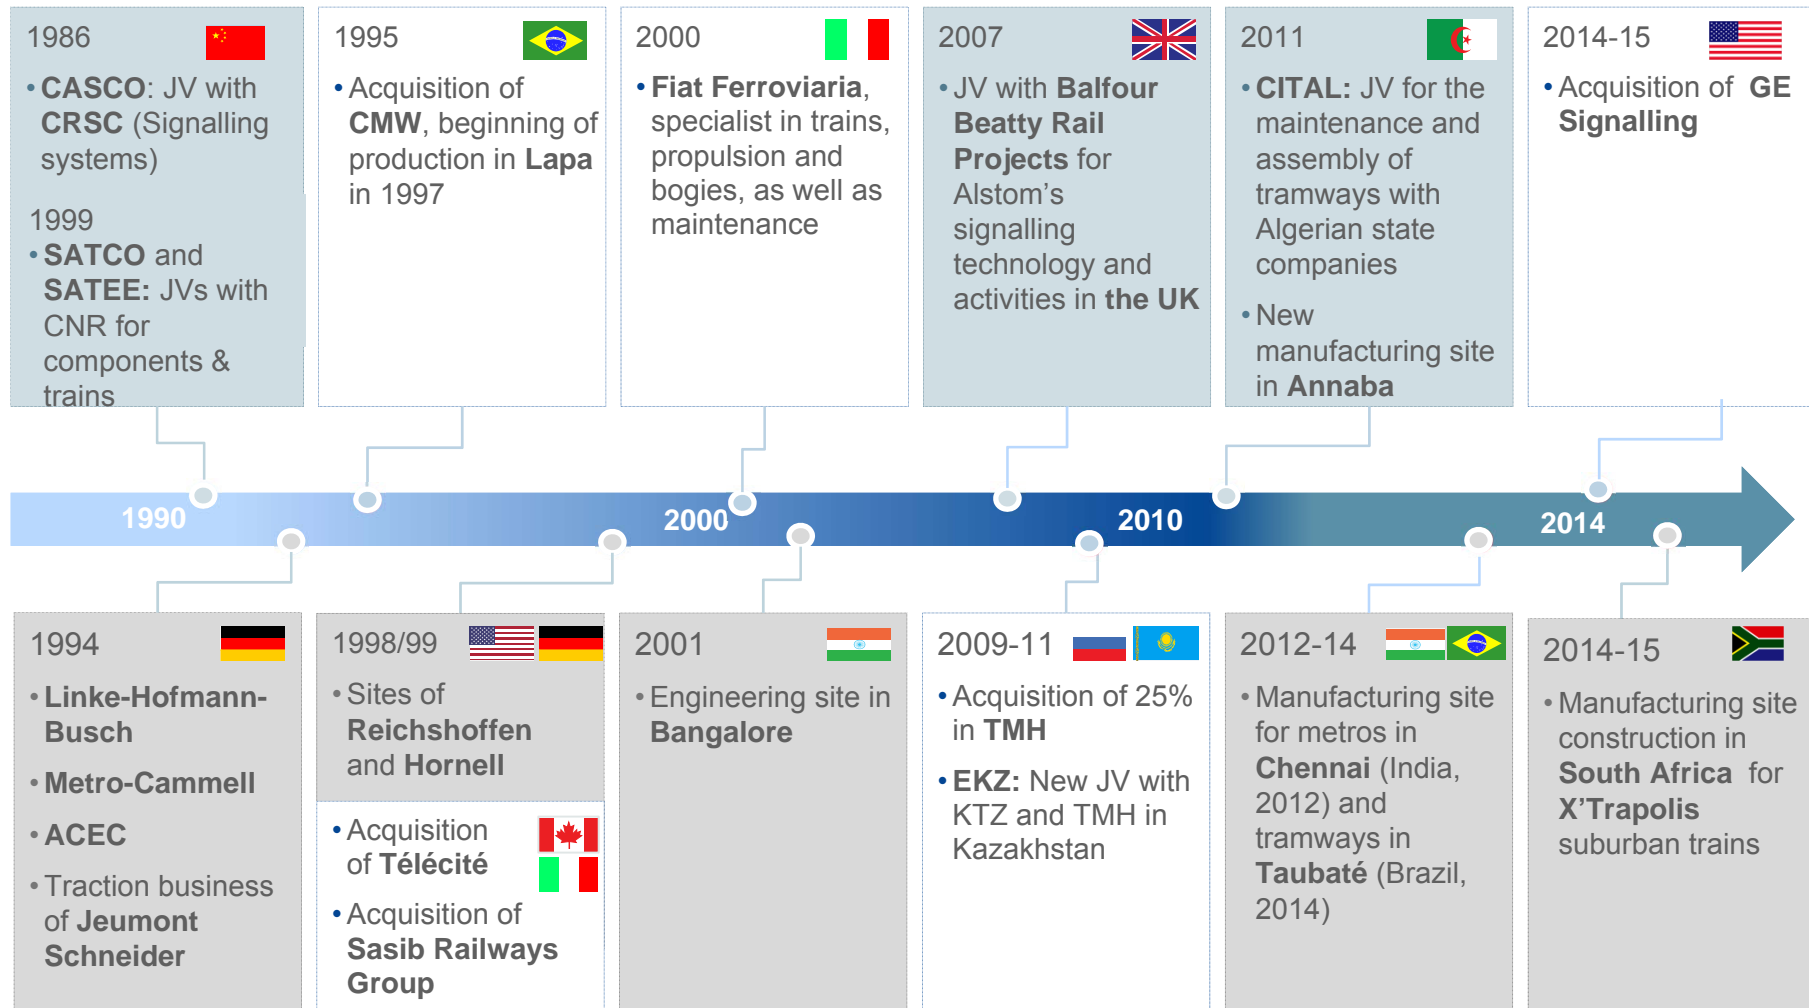 1986
• CASCO: JV with
CRSC (Signalling
systems)
1999
• SATCO and
SATEE: JVs with
CNR for
components &
trains
1995
• Acquisition of
CMW, beginning of
production in Lapa
in 1997
2000
• Fiat Ferroviaria,
specialist in trains,
propulsion and
bogies, as well as
maintenance
2007
• JV with Balfour
Beatty Rail
Projects for
Alstom’s
signalling
technology and
activities in the UK
2011
• CITAL: JV for the
maintenance and
assembly of
tramways with
Algerian state
companies
• New
manufacturing site
in Annaba
2014-15
• Acquisition of GE
Signalling
1990
2000
2010
2014
1994
• Linke-Hofmann-
Busch
• Metro-Cammell
• ACEC
• Traction business
of Jeumont
Schneider
1998/99
• Sites of
Reichshoffen
and Hornell
• Acquisition
of Télécité
• Acquisition of
Sasib Railways
Group
2001
• Engineering site in
Bangalore
2009-11
• Acquisition of 25%
in TMH
• EKZ: New JV with
KTZ and TMH in
Kazakhstan
2012-14
• Manufacturing site
for metros in
Chennai (India,
2012) and
tramways in
Taubaté (Brazil,
2014)
2014-15
• Manufacturing site
construction in
South Africa for
X’Trapolis
suburban trains